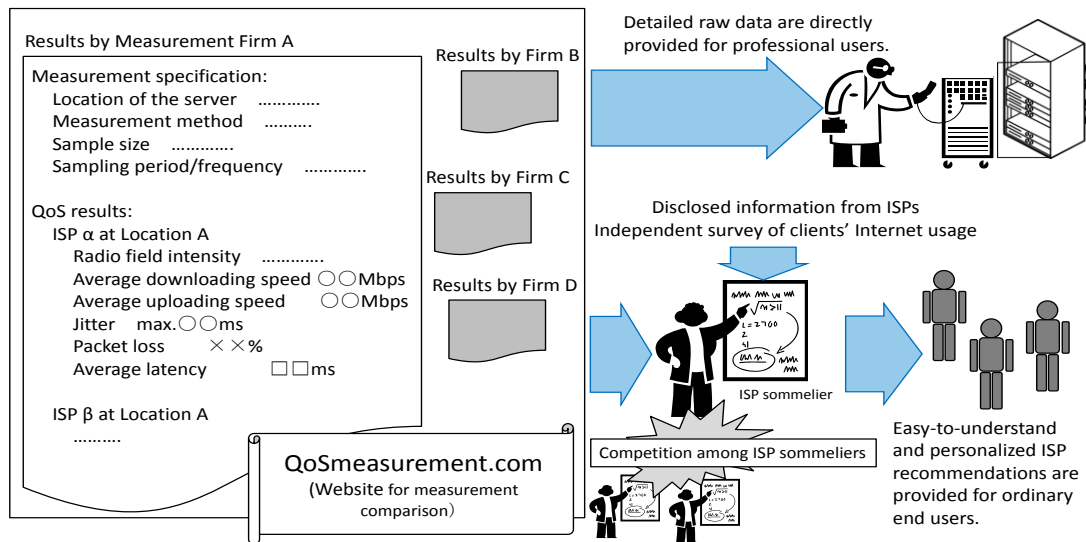 Results by Measurement Firm A
Measurement specification:
Location of the server ………….
Measurement method ……….
Sample size ………….
Sampling period/frequency ………….
QoS results:
ISP α at Location A
Radio field intensity ………….
Average downloading speed ○○Mbps
Average uploading speed ○○Mbps
Jitter max.○○ms
Packet loss ××%
Average latency □□ms
ISP β at Location A
……….
Results by Firm B
Results by Firm C
Results by Firm D
QoSmeasurement.com
(Website for measurement
comparison)
Detailed raw data are directly
provided for professional users.
Disclosed information from ISPs
Independent survey of clients’ Internet usage
ISP sommelier
Competition among ISP sommeliers
Easy-to-understand
and personalized ISP
recommendations are
provided for ordinary
end users.